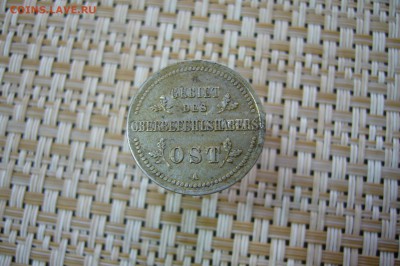 COINS.LAVE.RU
GEBIET
DES
OBERBEFEHLSHABERS
OST
A